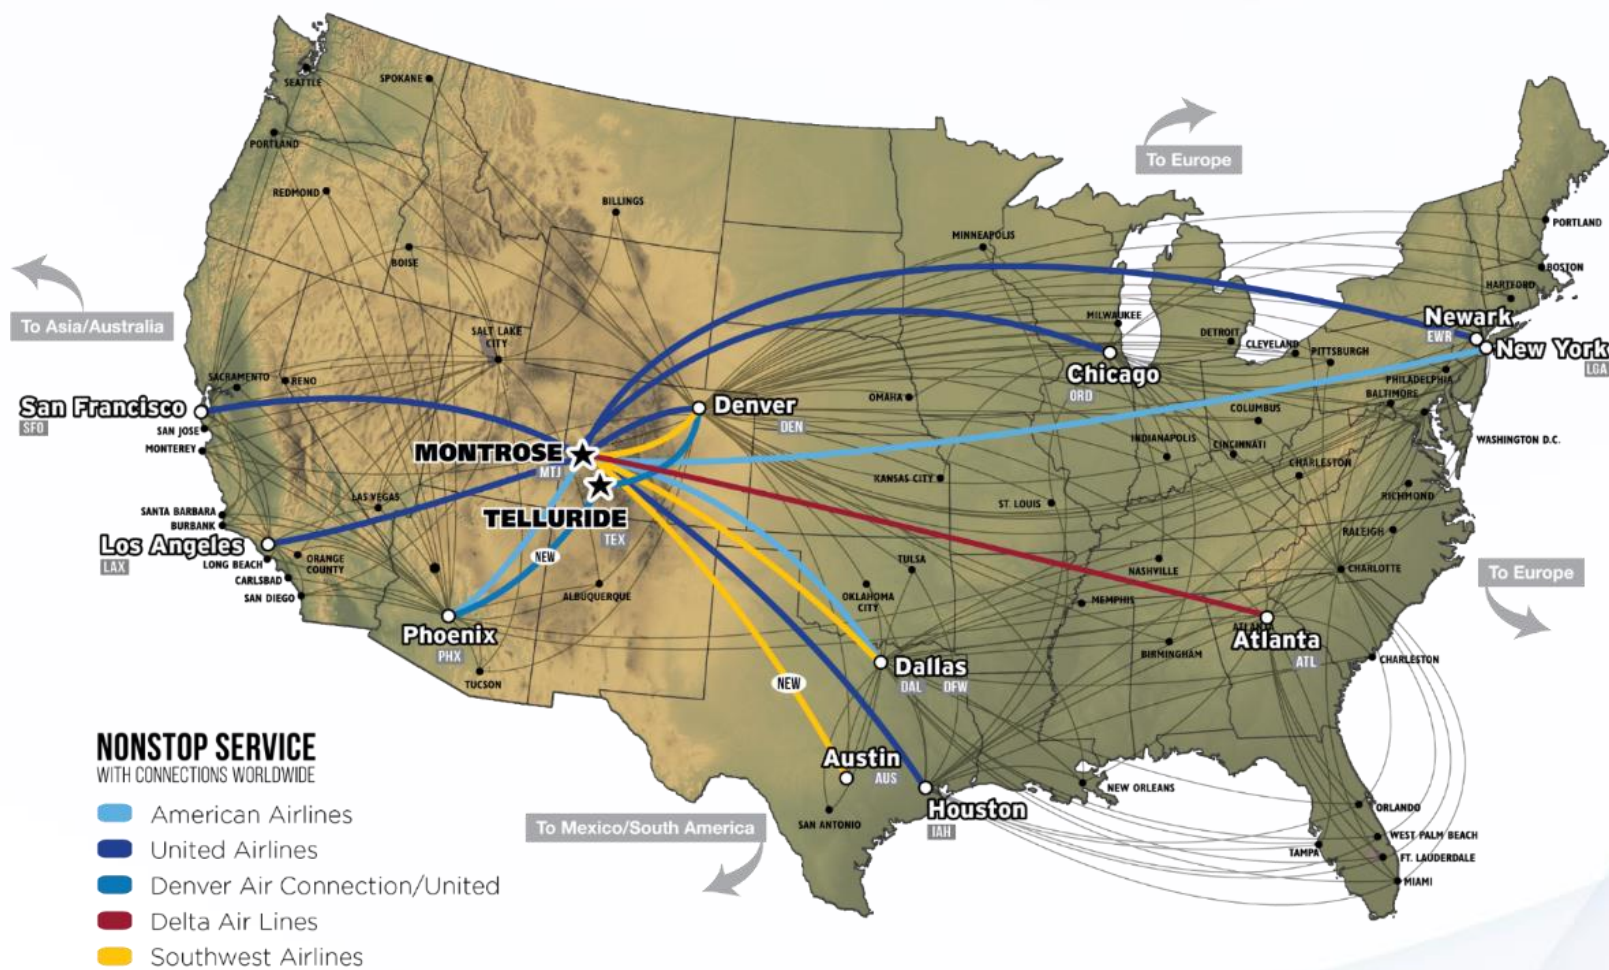 SEATTLE
SPOKANE
PORTLAND
REDMOND
BOISE
BILLINGS
MINNEAPOLIS
To Europe
PORTLAND
BOSTON
HARTFORD
To Asia/Australia
SALT LAKE
CITY
MILWAUKEE
DETROIT
CLEVELAND
PITTSBURGH
Newark
EWR
New York
LGA
SACRAMENTO
RENO
San Francisco
SFO
SAN JOSE
MONTEREY
Denver
DEN
OMAHA
Chicago
ORD
PHILADELPHIA
BALTIMORE
COLUMBUS
INDIANAPOLIS
CINCINNATI
WASHINGTON D.C.
CHARLESTON
RICHMOND
MONTROSE
MTJ
TELLURIDE
TEX
KANSAS CITY
ST. LOUIS
LAS VEGAS
SANTA BARBARA
BURBANK
Los Angeles
LAX
LONG BEACH
ORANGE
COUNTY
CARLSBAD
SAN DIEGO
NEW
ALBUQUERQUE
TULSA
OKLAHOMA
CITY
NASHVILLE
MEMPHIS
RALEIGH
CHARLOTTE
To Europe
Phoenix
PHX
TUCSON
Dallas
DAL DFW
BIRMINGHAM
ATLANTA
Atlanta
ATL
CHARLESTON
NEW
Austin
AUS
SAN ANTONIO
Houston
IAH
NEW ORLEANS
ORLANDO
WEST PALM BEACH
TAMPA
FT. LAUDERDALE
MIAMI
To Mexico/South America
NONSTOP SERVICE
WITH CONNECTIONS WORLDWIDE
American Airlines
United Airlines
Denver Air Connection/United
Delta Air Lines
Southwest Airlines